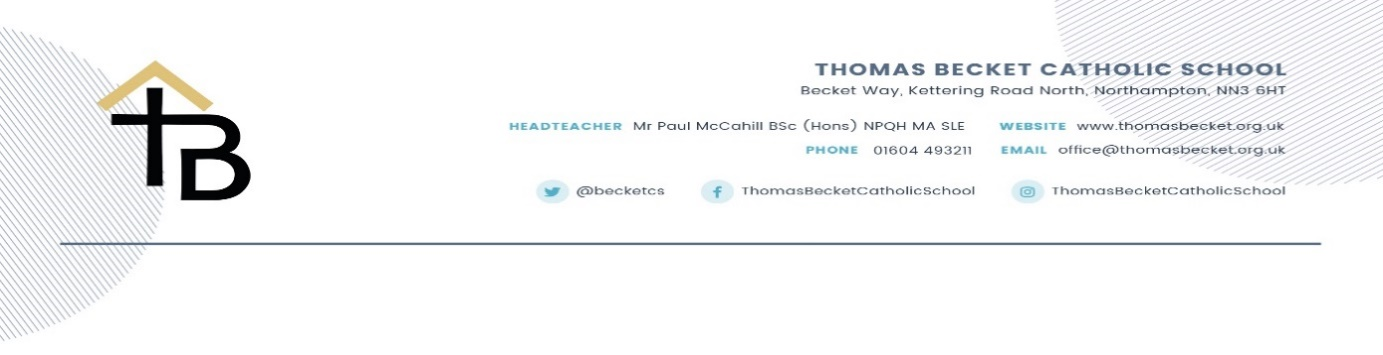 tB
THOMAS BECKET CATHOLIC SCHOOL
Becket Way, Kettering Road North, Northampton, NN3 6HT
HEADTEACHER Mr Paul McCahill BSc (Hons) NPQH MA SLE WEBSITE www.thomasbecket.org.uk
PHONE 01604 493211 EMAIL office@thomasbecket.org.uk
@becketcs ThomasBecketCatholicSchool ThomasBecketCatholicSchool